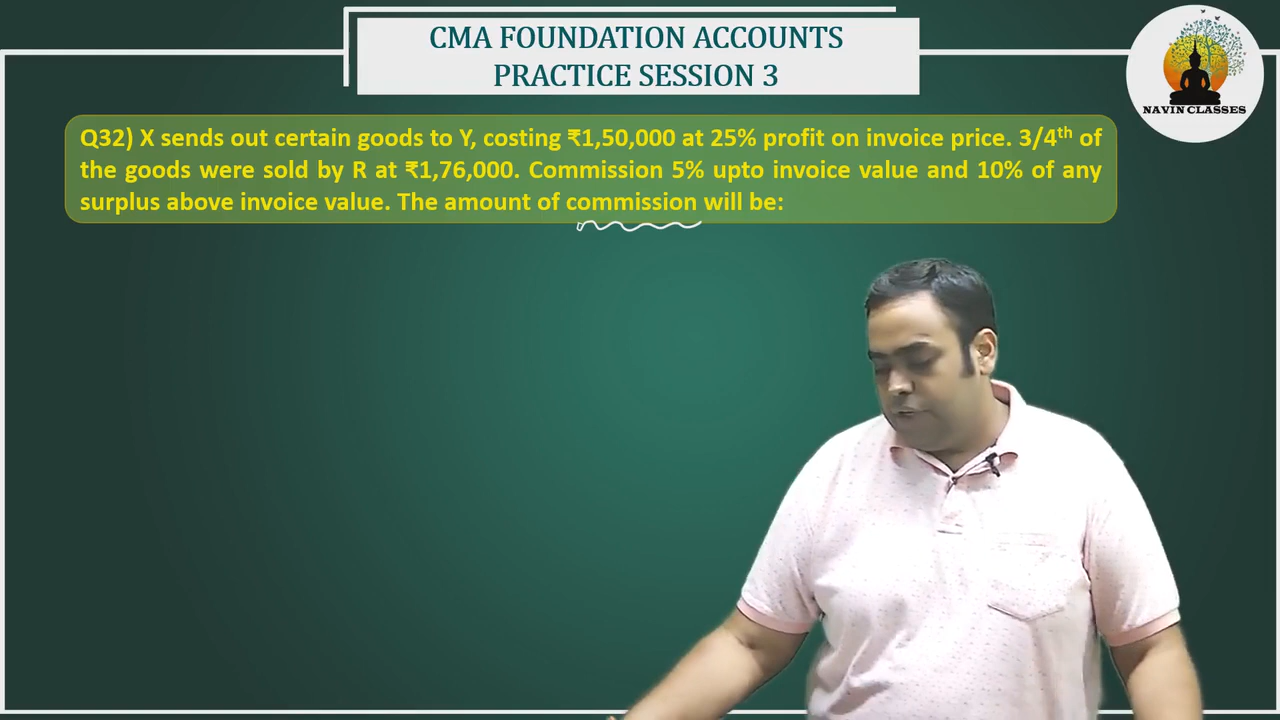 CMA FOUNDATION ACCOUNTS
PRACTICE SESSION 3
NAVIN CLASSES
Q32) X sends out certain goods to Y, costing ₹1,50,000 at 25% profit on invoice price. 3/4th of
the goods were sold by R at ₹1,76,000. Commission 5% upto invoice value and 10% of any
surplus above invoice value. The amount of commission will be: